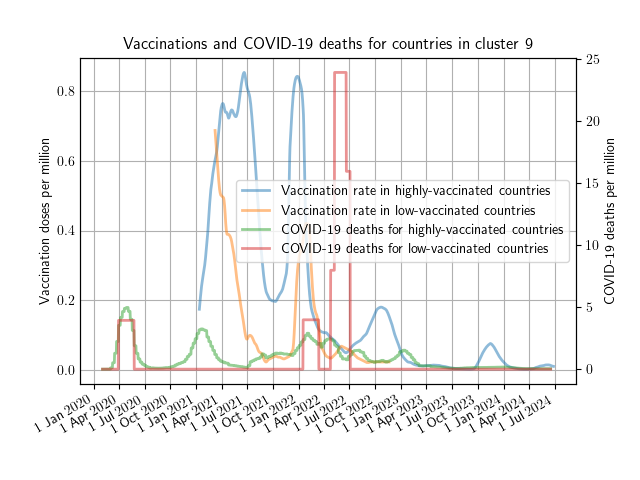 Vaccinations and COVID-19 deaths for countries in cluster 9
Vaccination doses per million
0.8
0.6
0.4
0.2
0.0
Vaccination rate in highly-vaccinated countries
Vaccination rate in low-vaccinated countries
COVID-19 deaths for highly-vaccinated countries
COVID-19 deaths for low-vaccinated countries
25
20
15
10
5
0
COVID-19 deaths per million
1 Jan 2020
1 Apr 2020
1 Jul 2020
1 Oct 2020
1 Jan 2021
1 Apr 2021
1 Jul 2021
1 Oct 2021
1 Jan 2022
1 Apr 2022
1 Jul 2022
1 Oct 2022
1 Jan 2023
1 Apr 2023
1 Jul 2023
1 Oct 2023
1 Jan 2024
1 Apr 2024
1 Jul 2024